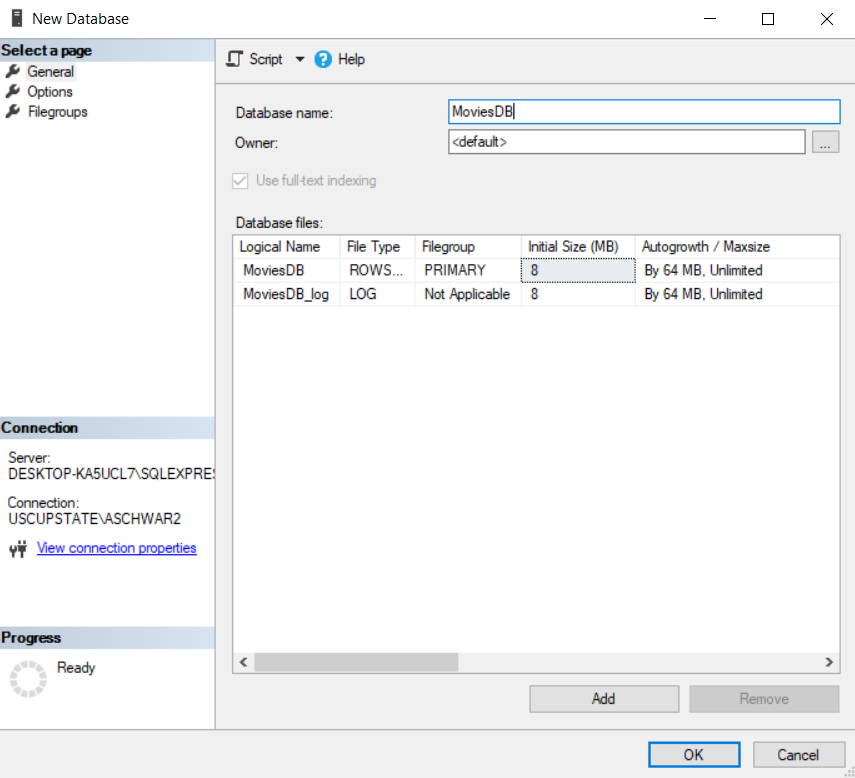 New Database
Select a page
General
Options
Filegroups
Script
Help
Database name:
MoviesDB
Owner:
<default>
...
Use full-text indexing
Database files:
Logical Name File Type Filegroup Initial Size (MB) Autogrowth / Maxsize
MoviesDB ROWS... PRIMARY 8 By 64 MB, Unlimited
MoviesDB_log LOG Not Applicable 8 By 64 MB, Unlimited
Connection
Server:
DESKTOP-KA5UCL7\SQLEXPRES
Connection:
USCUPSTATE\ASCHWAR2
View connection properties
Progress
Ready
Add Remove
OK Cancel